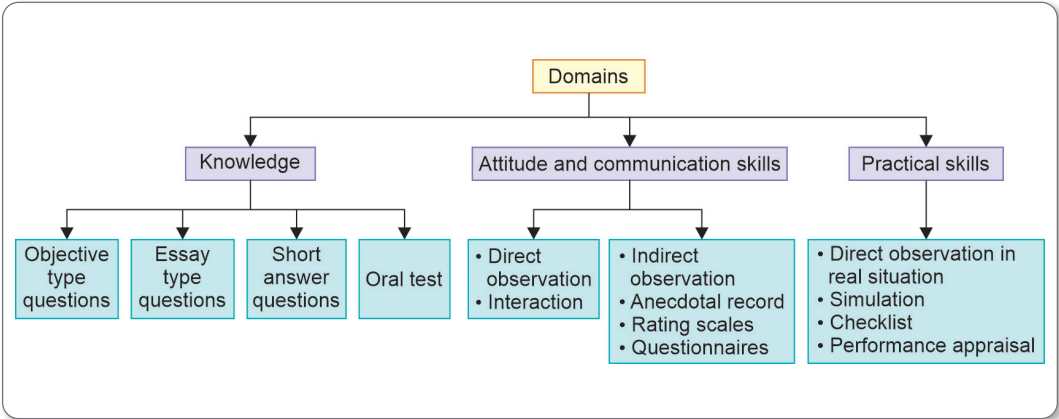 Domains
Knowledge
Attitude and communication skills
Practical skills
Objective
type
questions
Essay
type
questions
Short
answer
questions
Oral test
• Direct
observation
• Interaction
• Indirect
observation
• Anecdotal record
• Rating scales
• Questionnaires
• Direct observation in
real situation
• Simulation
• Checklist
• Performance appraisal